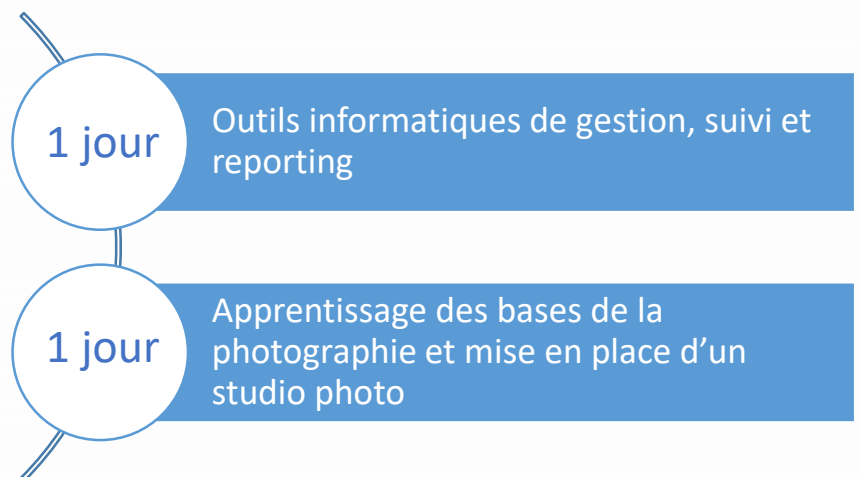 1 jour
Outils informatiques de gestion, suivi et
reporting
1 jour
Apprentissage des bases de la
photographie et mise en place d’un
studio photo